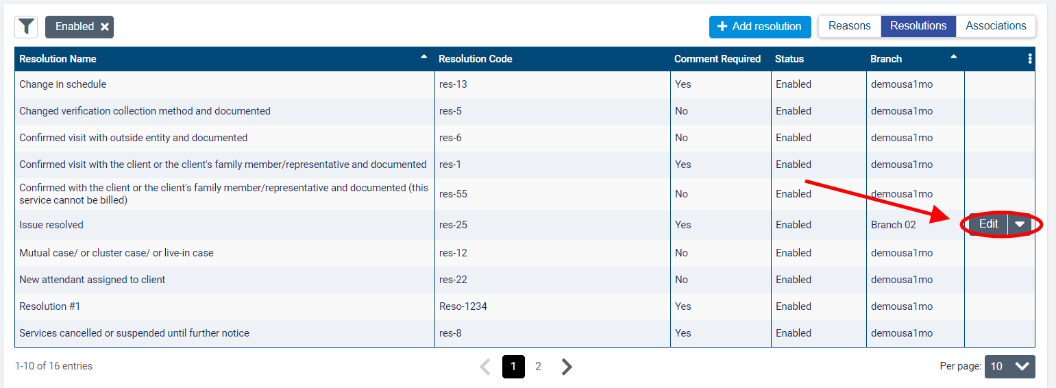 Enabled ×
+ Add resolution
Reasons
Resolutions
Associations
Resolution Name
Resolution Code
Comment Required
Status
Branch
Change in schedule
res-13
Yes
Enabled
demousa1mo
Changed verification collection method and documented
res-5
No
Enabled
demousa1mo
Confirmed visit with outside entity and documented
res-6
No
Enabled
demousa1mo
Confirmed visit with the client or the client's family member/representative and documented
res-1
Yes
Enabled
demousa1mo
Confirmed with the client or the client's family member/representative and documented (this
service cannot be billed)
res-55
No
Enabled
demousa1mo
Issue resolved
res-25
Yes
Enabled
Branch 02
Edit
Mutual case/ or cluster case/ or live-in case
res-12
No
Enabled
demousa1mo
New attendant assigned to client
res-22
No
Enabled
demousa1mo
Resolution #1
Reso-1234
Yes
Enabled
demousa1mo
Services cancelled or suspended until further notice
res-8
Yes
Enabled
demousa1mo
1-10 of 16 entries
1
2
Per page:
10